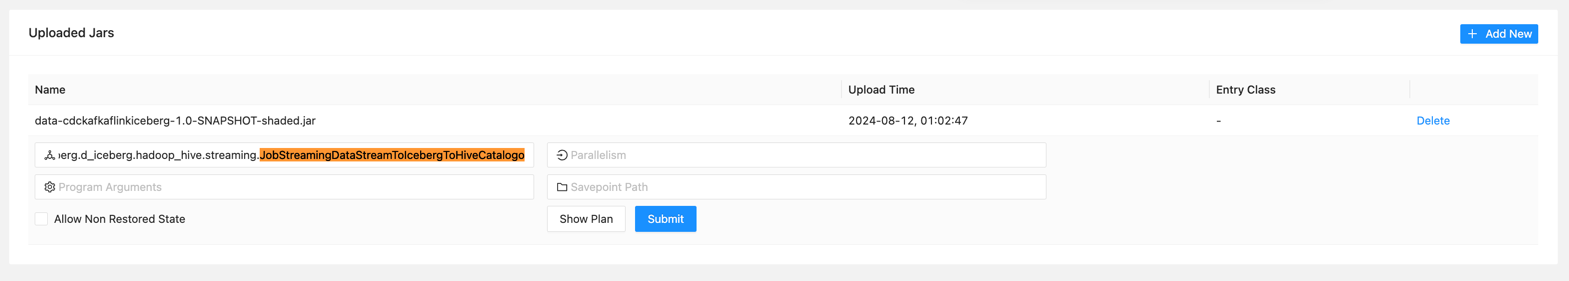 Uploaded Jars
+ Add New
Name Upload Time Entry Class
data-cdckafkaflinkiceberg-1.0-SNAPSHOT-shaded.jar 2024-08-12, 01:02:47 - Delete
berg.d_iceberg.hadoop_hive.streaming.JobStreamingDataStreamToIcebergToHiveCatalogo Parallelism
Program Arguments Savepoint Path
Allow Non Restored State Show Plan Submit